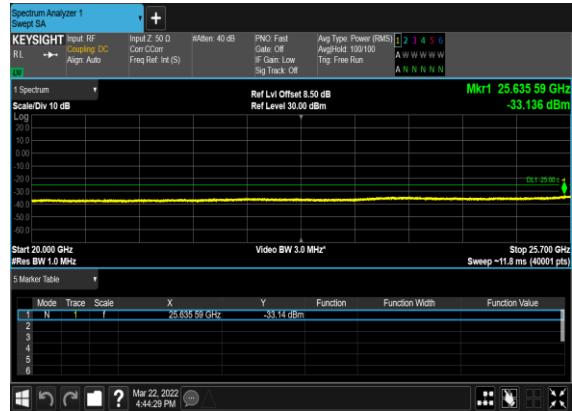 Spectrum Analyzer 1
Swept SA
+
KEYSIGHT Input: RF Input Z: 50 Ω #Atten: 40 dB PNO: Fast Avg Type: Power (RMS) 1 2 3 4 5 6
RL Coupling: DC Corr CCorr Gate: Off Avg|Hold: 100/100 A W W W W W
Align: Auto Freq Ref: Int (S) IF Gain: Low Trig: Free Run
Sig Track: Off A N N N N N
1 Spectrum Ref Lvl Offset 8.50 dB Mkr1 25.635 59 GHz
Scale/Div 10 dB Ref Level 30.00 dBm -33.136 dBm
Log
20.0
10.0
0.00
-10.0
-20.0 DL1 -25.00
-30.0
-40.0
-50.0
-60.0
Start 20.000 GHz Video BW 3.0 MHz* Stop 25.700 GHz
#Res BW 1.0 MHz Sweep ~11.8 ms (40001 pts)
5 Marker Table
Mode Trace Scale X Y Function Function Width Function Value
1 N 1 f 25.635 59 GHz -33.14 dBm
2
3
4
5
6
? Mar 22, 2022
4:44:29 PM